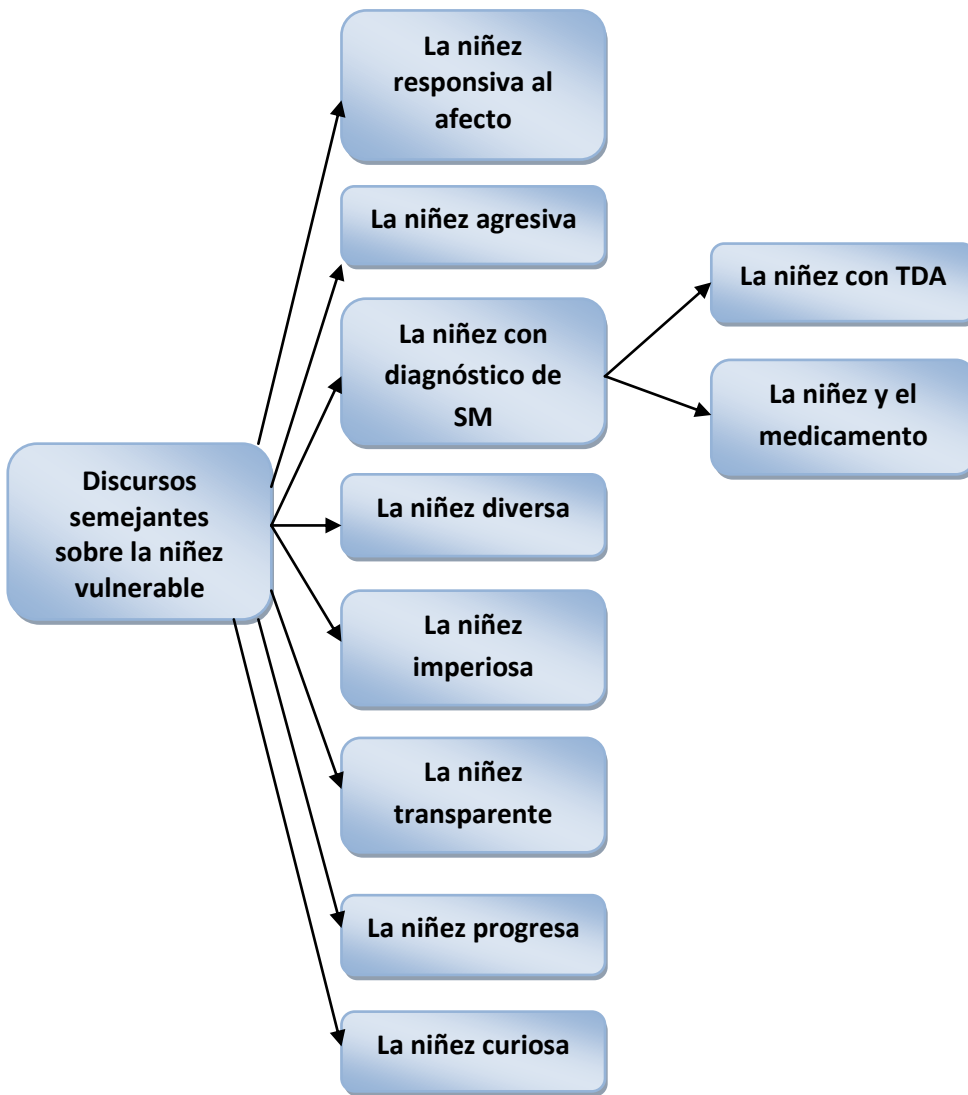 La niñez
responsiva al
afecto
La niñez agresiva
La niñez con TDA
La niñez con
diagnóstico de
SM
La niñez y el
medicamento
Discursos
semejantes
sobre la niñez
vulnerable
La niñez diversa
La niñez
imperiosa
La niñez
transparente
La niñez progresa
La niñez curiosa